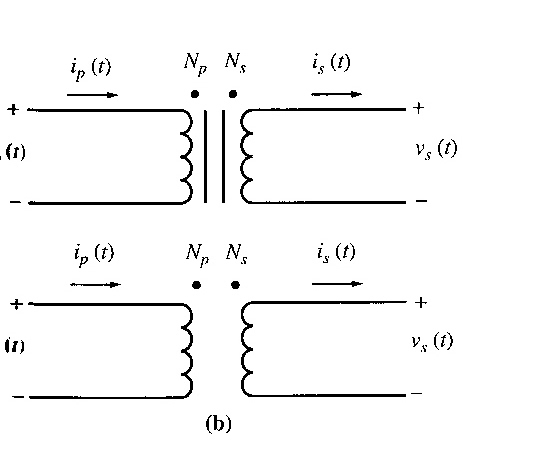 i_p (t) N_p N_s i_s (t)
+ +
(t) v_s (t)
− −
i_p (t) N_p N_s i_s (t)
+ +
(t) v_s (t)
− −
(b)